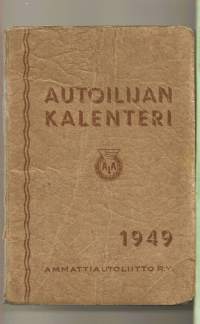 AUTOILIJAN
KALENTERI
1949
AMMATTIAUTOLIITTO R.Y.